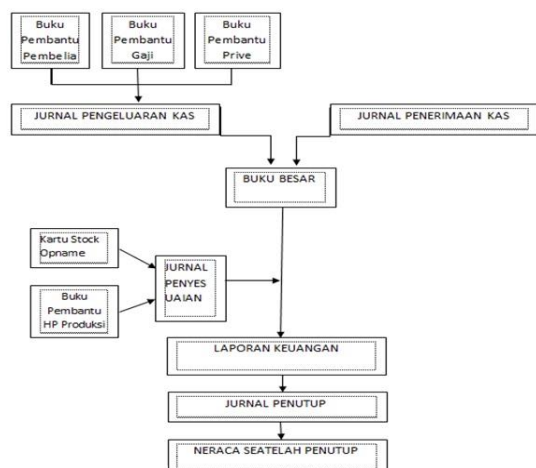 Buku
Pembantu
Pembelia
Buku
Pembantu
Gaji
Buku
Pembantu
Prive
JURNAL PENGELUARAN KAS
JURNAL PENERIMAAN KAS
BUKU BESAR
Kartu Stock
Opname
JURNAL
PENYES
UAIAN
Buku
Pembantu
HP Produksi
LAPORAN KEUANGAN
JURNAL PENUTUP
NERACA SEATELAH PENUTUP